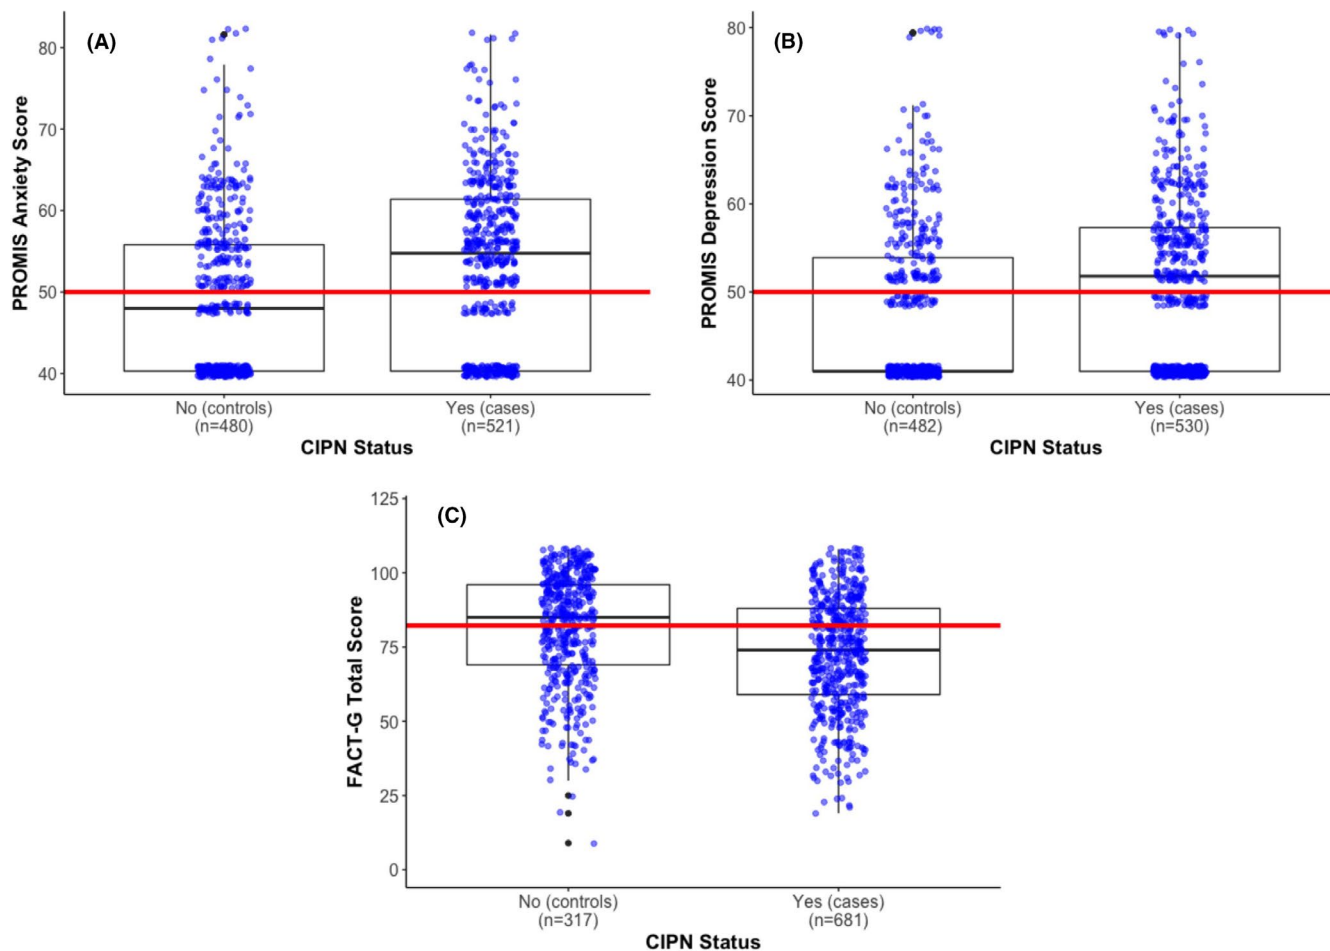 (A)
PROMIS Anxiety Score
80
70
60
50
40
No (controls)
(n=480)
Yes (cases)
(n=521)
CIPN Status
(B)
PROMIS Depression Score
80
70
60
50
40
No (controls)
(n=482)
Yes (cases)
(n=530)
CIPN Status
(C)
FACT-G Total Score
125
100
75
50
25
0
No (controls)
(n=317)
Yes (cases)
(n=681)
CIPN Status